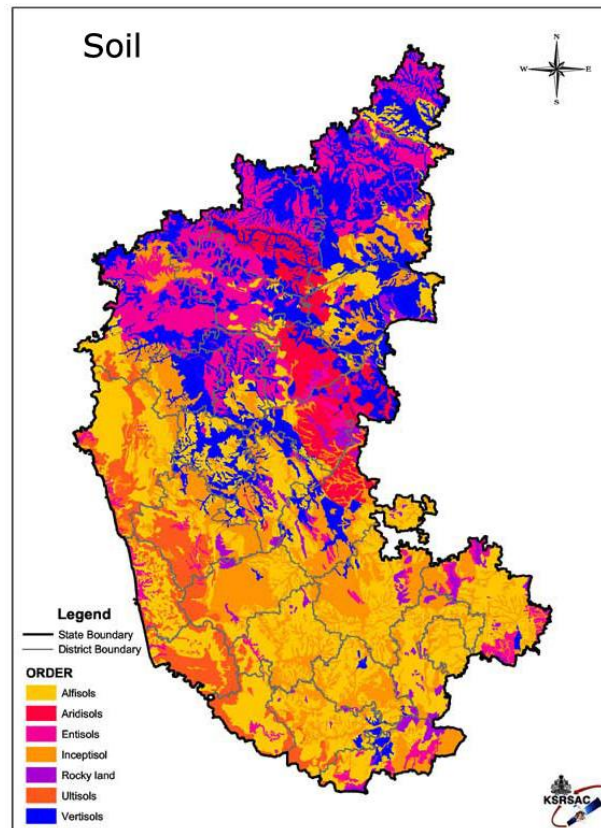 Soil
N
W E
S
Legend
State Boundary
District Boundary
ORDER
Alfisols
Aridisols
Entisols
Inceptisol
Rocky land
Ultisols
Vertisols
KSRSAC